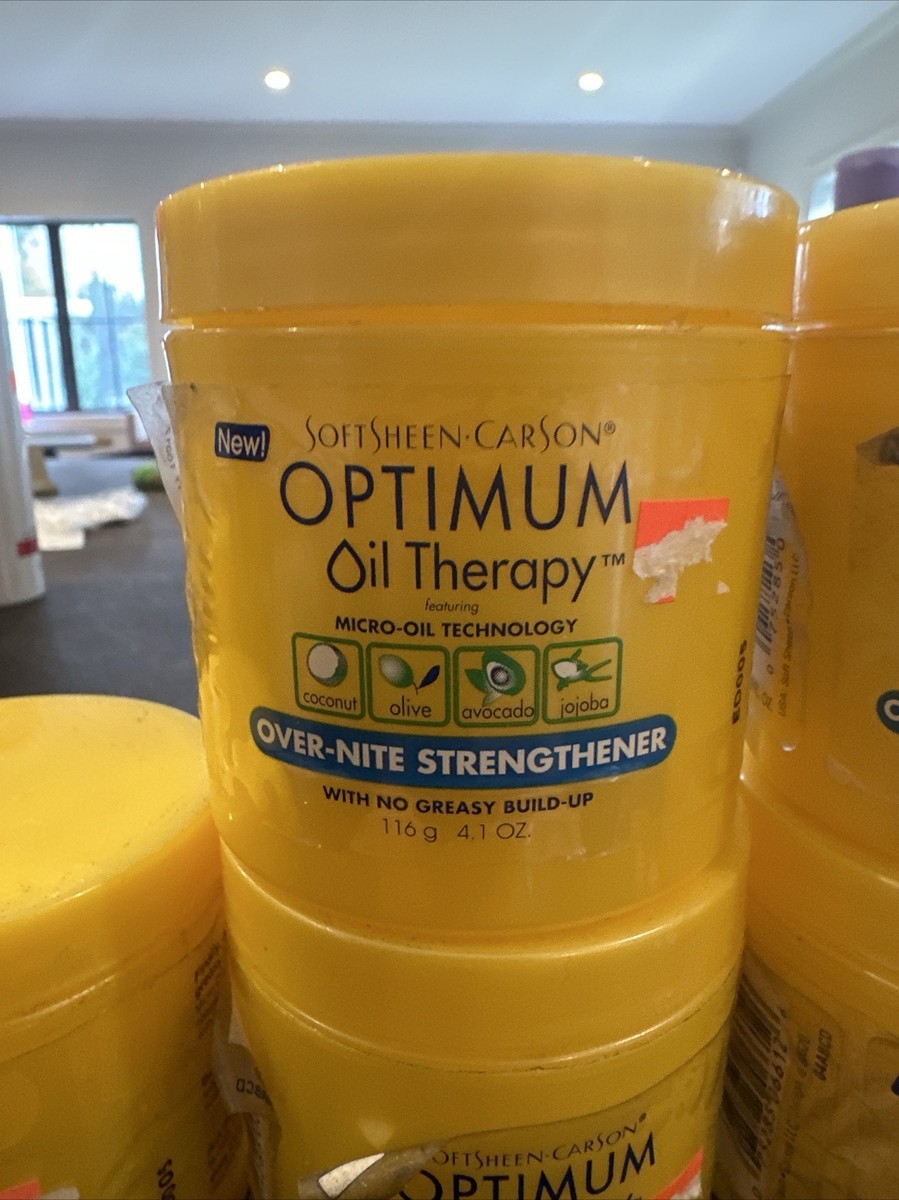 New!
SOFTSHEEN·CARSON®
OPTIMUM
Oil Therapy™
featuring
MICRO-OIL TECHNOLOGY
coconut
olive
avocado
jojoba
OVER-NITE STRENGTHENER
WITH NO GREASY BUILD-UP
116 g 4.1 OZ.
SOFTSHEEN·CARSON®
OPTIMUM